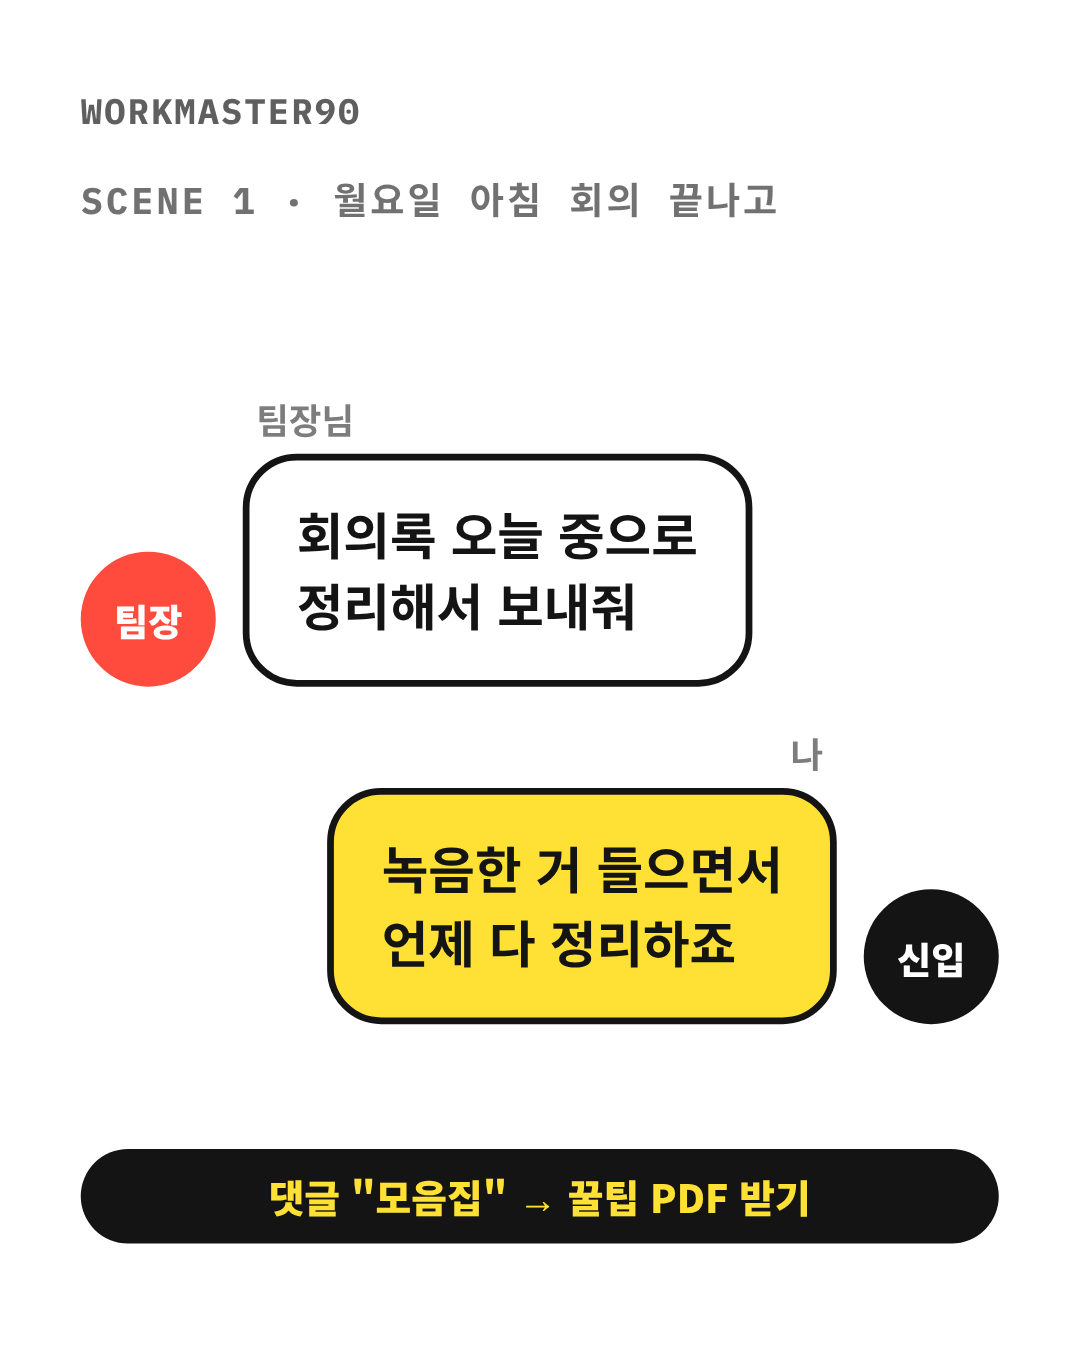 WORKMASTER90
SCENE 1 · 월요일 아침 회의 끝나고
팀장님
회의록 오늘 중으로
정리해서 보내줘
팀장
나
녹음한 거 들으면서
언제 다 정리하죠
신입
댓글 "모음집" → 꿀팁 PDF 받기